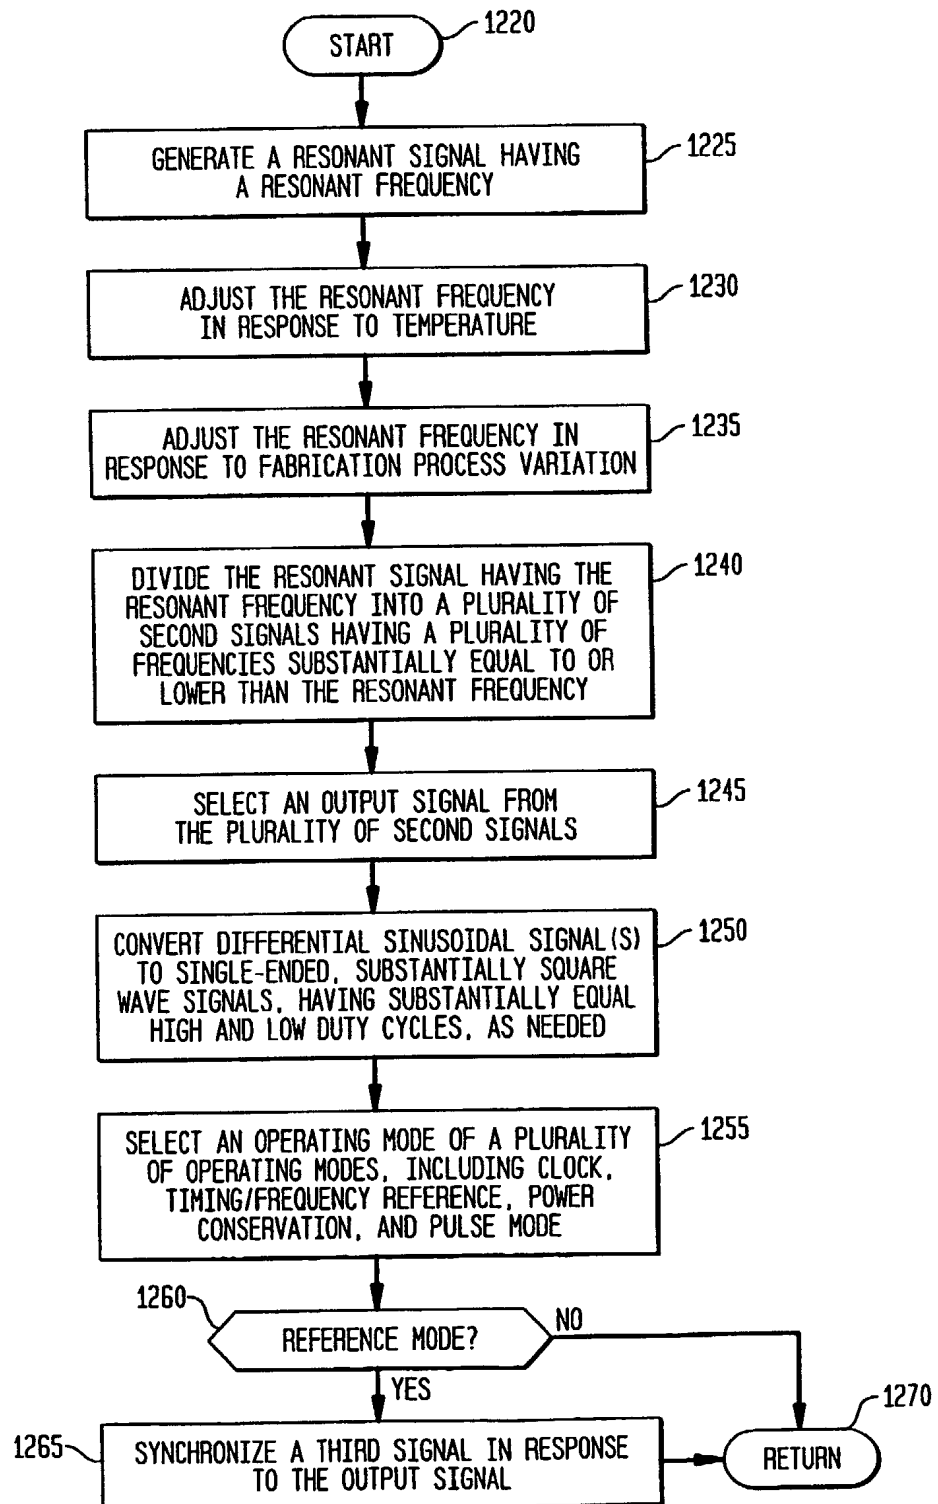 START
1220
GENERATE A RESONANT SIGNAL HAVING
A RESONANT FREQUENCY
1225
ADJUST THE RESONANT FREQUENCY
IN RESPONSE TO TEMPERATURE
1230
ADJUST THE RESONANT FREQUENCY IN
RESPONSE TO FABRICATION PROCESS VARIATION
1235
DIVIDE THE RESONANT SIGNAL HAVING THE
RESONANT FREQUENCY INTO A PLURALITY OF
SECOND SIGNALS HAVING A PLURALITY OF
FREQUENCIES SUBSTANTIALLY EQUAL TO OR
LOWER THAN THE RESONANT FREQUENCY
1240
SELECT AN OUTPUT SIGNAL FROM
THE PLURALITY OF SECOND SIGNALS
1245
CONVERT DIFFERENTIAL SINUSOIDAL SIGNAL(S)
TO SINGLE-ENDED, SUBSTANTIALLY SQUARE
WAVE SIGNALS, HAVING SUBSTANTIALLY EQUAL
HIGH AND LOW DUTY CYCLES, AS NEEDED
1250
SELECT AN OPERATING MODE OF A PLURALITY
OF OPERATING MODES, INCLUDING CLOCK,
TIMING/FREQUENCY REFERENCE, POWER
CONSERVATION, AND PULSE MODE
1255
1260
REFERENCE MODE?
NO
YES
1265
SYNCHRONIZE A THIRD SIGNAL IN RESPONSE
TO THE OUTPUT SIGNAL
RETURN
1270